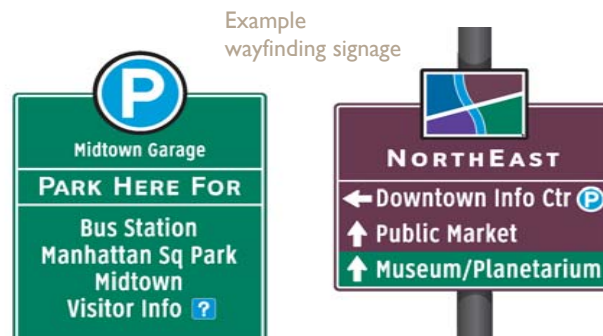 Example
wayfinding signage
P
Midtown Garage
PARK HERE FOR
Bus Station
Manhattan Sq Park
Midtown
Visitor Info ?
NORTHEAST
Downtown Info Ctr P
Public Market
Museum/Planetarium